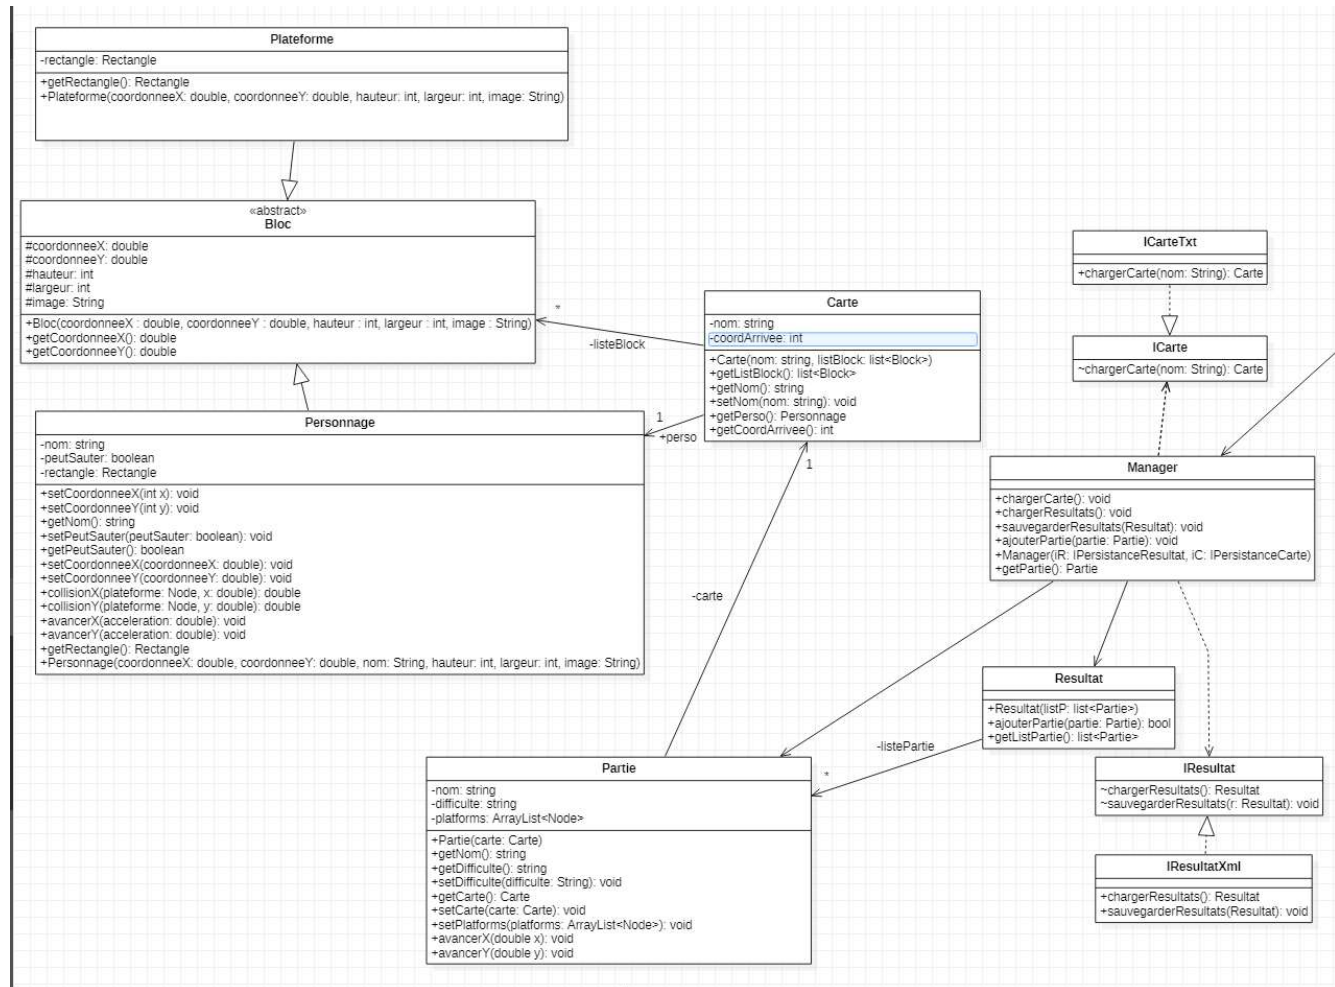 Plateforme
-rectangle: Rectangle
+getRectangle(): Rectangle
+Plateforme(coordonneeX: double, coordonneeY: double, hauteur: int, largeur: int, image: String)
«abstract»
Bloc
#coordonneeX: double
#coordonneeY: double
#hauteur: int
#largeur: int
#image: String
+Bloc(coordonneeX : double, coordonneeY : double, hauteur : int, largeur : int, image : String)
+getCoordonneeX(): double
+getCoordonneeY(): double
*
-listeBlock
Carte
-nom: string
-coordArrivee: int
+Carte(nom: string, listBlock: list<Block>)
+getListBlock(): list<Block>
+getNom(): string
+setNom(nom: string): void
+getPerso(): Personnage
+getCoordArrivee(): int
1
+perso
1
-carte
ICarteTxt
+chargerCarte(nom: String): Carte
ICarte
~chargerCarte(nom: String): Carte
Personnage
-nom: string
-peutSauter: boolean
-rectangle: Rectangle
+setCoordonneeX(int x): void
+setCoordonneeY(int y): void
+getNom(): string
+setPeutSauter(peutSauter: boolean): void
+getPeutSauter(): boolean
+setCoordonneeX(coordonneeX: double): void
+setCoordonneeY(coordonneeY: double): void
+collisionX(plateforme: Node, x: double): double
+collisionY(plateforme: Node, y: double): double
+avancerX(acceleration: double): void
+avancerY(acceleration: double): void
+getRectangle(): Rectangle
+Personnage(coordonneeX: double, coordonneeY: double, nom: String, hauteur: int, largeur: int, image: String)
Manager
+chargerCarte(): void
+chargerResultats(): void
+sauvegarderResultats(Resultat): void
+ajouterPartie(partie: Partie): void
+Manager(iR: IPersistanceResultat, iC: IPersistanceCarte)
+getPartie(): Partie
Resultat
+Resultat(listP: list<Partie>)
+ajouterPartie(partie: Partie): bool
+getListPartie(): list<Partie>
-listePartie
*
Partie
-nom: string
-difficulte: string
-platforms: ArrayList<Node>
+Partie(carte: Carte)
+getNom(): string
+getDifficulte(): string
+setDifficulte(difficulte: String): void
+getCarte(): Carte
+setCarte(carte: Carte): void
+setPlatforms(platforms: ArrayList<Node>): void
+avancerX(double x): void
+avancerY(double y): void
IResultat
~chargerResultats(): Resultat
~sauvegarderResultats(r: Resultat): void
IResultatXml
+chargerResultats(): Resultat
+sauvegarderResultats(Resultat): void